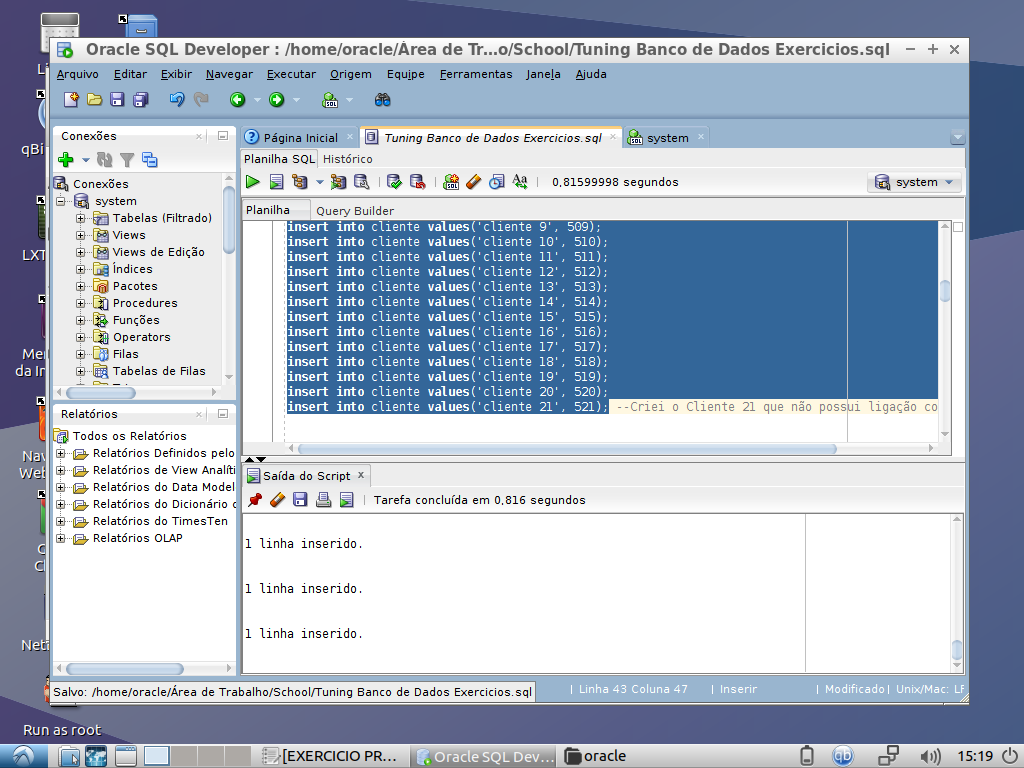 Oracle SQL Developer : /home/oracle/Área de Tr...o/School/Tuning Banco de Dados Exercicios.sql
Arquivo Editar Exibir Navegar Executar Origem Equipe Ferramentas Janela Ajuda
Conexões
Página Inicial
Tuning Banco de Dados Exercicios.sql
system
Planilha SQL Histórico
0,81599998 segundos
system
Planilha Query Builder
Conexões
system
Tabelas (Filtrado)
Views
Views de Edição
Índices
Pacotes
Procedures
Funções
Operators
Filas
Tabelas de Filas
insert into cliente values('cliente 9', 509);
insert into cliente values('cliente 10', 510);
insert into cliente values('cliente 11', 511);
insert into cliente values('cliente 12', 512);
insert into cliente values('cliente 13', 513);
insert into cliente values('cliente 14', 514);
insert into cliente values('cliente 15', 515);
insert into cliente values('cliente 16', 516);
insert into cliente values('cliente 17', 517);
insert into cliente values('cliente 18', 518);
insert into cliente values('cliente 19', 519);
insert into cliente values('cliente 20', 520);
insert into cliente values('cliente 21', 521); --Criei o Cliente 21 que não possui ligação co
Relatórios
Todos os Relatórios
Relatórios Definidos pelo
Relatórios de View Analíti
Relatórios do Data Model
Relatórios do Dicionário
Relatórios do TimesTen
Relatórios OLAP
Saída do Script
Tarefa concluída em 0,816 segundos
1 linha inserido.
1 linha inserido.
1 linha inserido.
Salvo: /home/oracle/Área de Trabalho/School/Tuning Banco de Dados Exercicios.sql
| Linha 43 Coluna 47 | Inserir | Modificado | Unix/Mac: LF
qBi
LXT
Mer
da In
Nav
Web
Run as root
[EXERCICIO PR...
Oracle SQL Dev...
oracle
qb
15:19